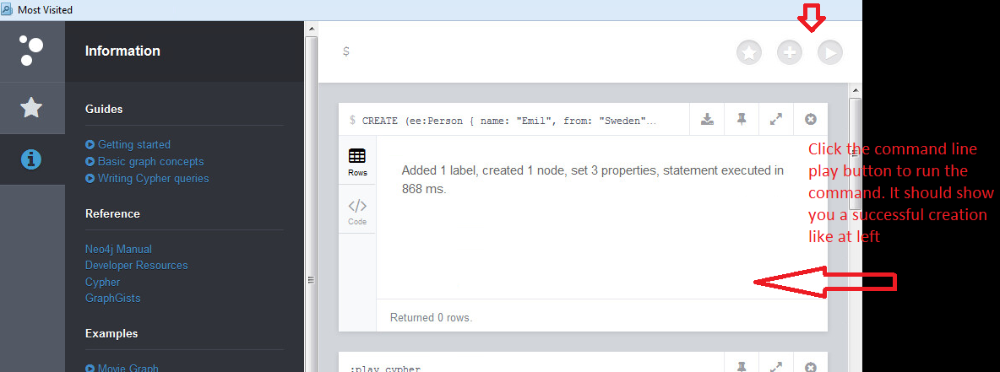 Most Visited
Information
Guides
Getting started
Basic graph concepts
Writing Cypher queries
Reference
Neo4j Manual
Developer Resources
Cypher
GraphGists
Examples
Movie Graph
$
$ CREATE (ee:Person { name: "Emil", from: "Sweden"…
Rows
Code
Added 1 label, created 1 node, set 3 properties, statement executed in
868 ms.
Returned 0 rows.
:play cypher
Click the command line
play button to run the
command. It should show
you a successful creation
like at left